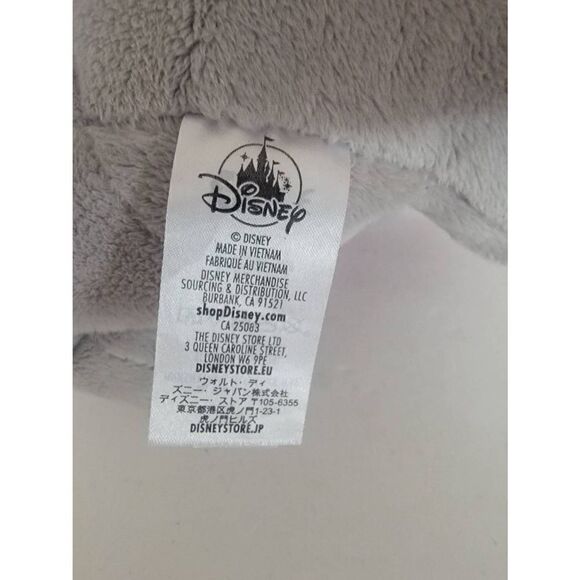 Disney
© DISNEY
MADE IN VIETNAM
FABRIQUÉ AU VIETNAM
DISNEY MERCHANDISE
SOURCING & DISTRIBUTION, LLC
BURBANK, CA 91521
shopDisney.com
CA 25083
THE DISNEY STORE LTD
3 QUEEN CAROLINE STREET,
LONDON W6 9PE
DISNEYSTORE.EU
ウォルト・ディ
ズニー・ジャパン株式会社
ディズニー・ストア 〒105-6355
東京都港区虎ノ門1-23-1
虎ノ門ヒルズ
DISNEYSTORE.JP